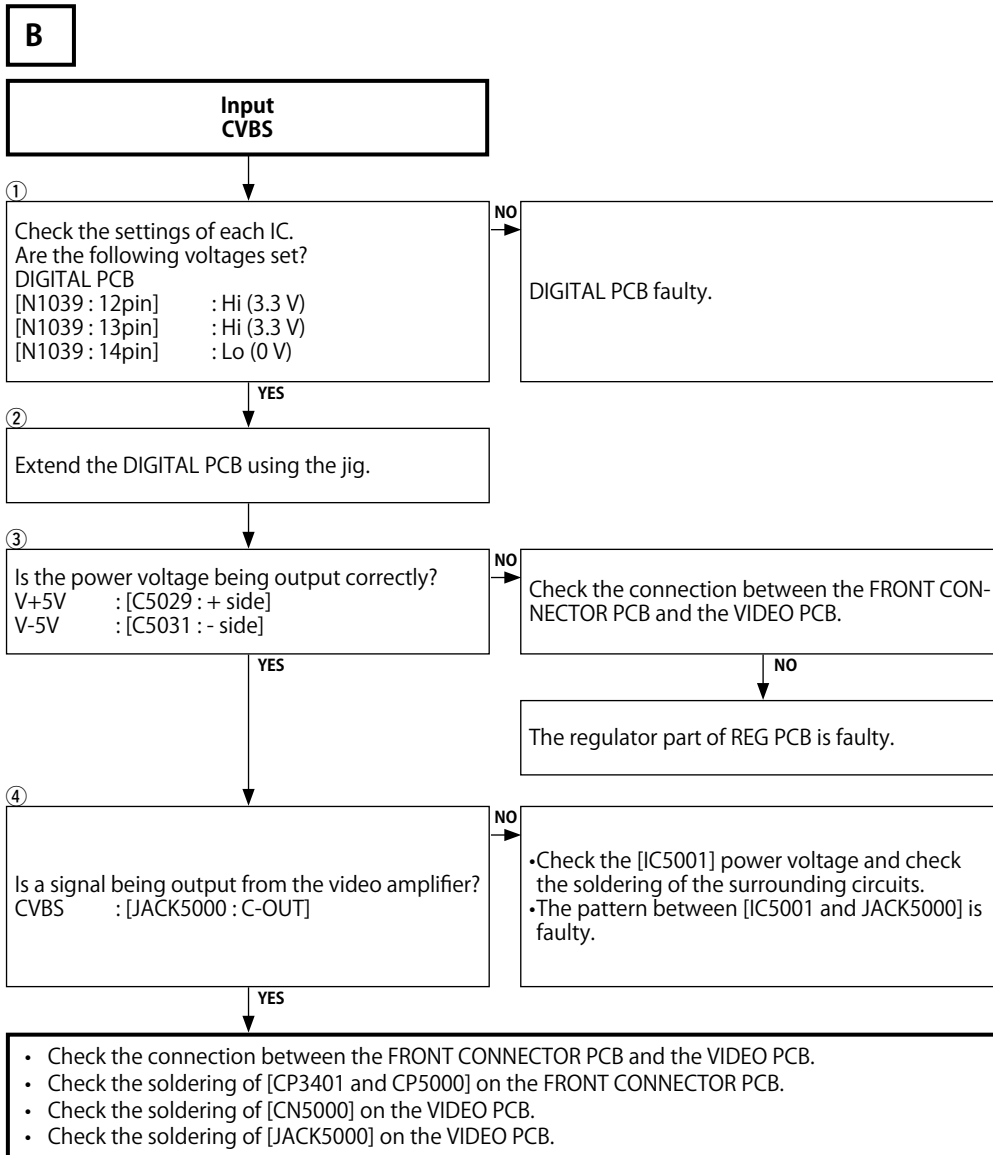 B
Input
CVBS
①
Check the settings of each IC.
Are the following voltages set?
DIGITAL PCB
[N1039 : 12pin] : Hi (3.3 V)
[N1039 : 13pin] : Hi (3.3 V)
[N1039 : 14pin] : Lo (0 V)
NO
DIGITAL PCB faulty.
YES
②
Extend the DIGITAL PCB using the jig.
③
Is the power voltage being output correctly?
V+5V : [C5029 : + side]
V-5V : [C5031 : - side]
NO
Check the connection between the FRONT CON-
NECTOR PCB and the VIDEO PCB.
YES
NO
The regulator part of REG PCB is faulty.
④
Is a signal being output from the video amplifier?
CVBS : [JACK5000 : C-OUT]
NO
•Check the [IC5001] power voltage and check
the soldering of the surrounding circuits.
•The pattern between [IC5001 and JACK5000] is
faulty.
YES
• Check the connection between the FRONT CONNECTOR PCB and the VIDEO PCB.
• Check the soldering of [CP3401 and CP5000] on the FRONT CONNECTOR PCB.
• Check the soldering of [CN5000] on the VIDEO PCB.
• Check the soldering of [JACK5000] on the VIDEO PCB.